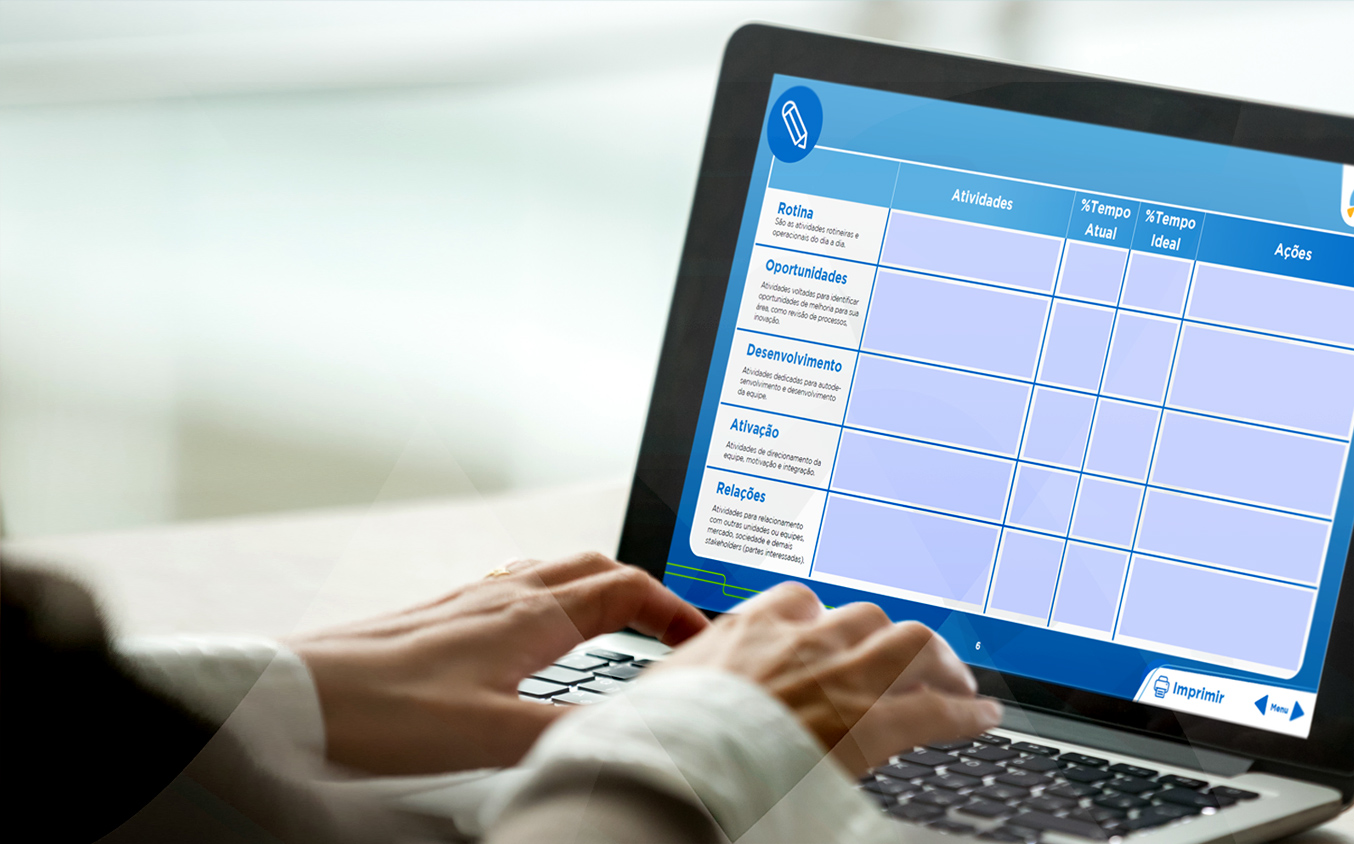 Atividades
%Tempo
Atual
%Tempo
Ideal
Ações
Rotina
São as atividades rotineiras e
operacionais do dia a dia.
Oportunidades
Atividades voltadas para identificar
oportunidades de melhoria para sua
área, como revisão de processos,
inovação.
Desenvolvimento
Atividades dedicadas para autode-
senvolvimento e desenvolvimento
da equipe.
Ativação
Atividades de direcionamento da
equipe, motivação e integração.
Relações
Atividades para relacionamento
com outras unidades ou equipes,
mercado, sociedade e demais
stakeholders (partes interessadas).
6
Imprimir
Menu